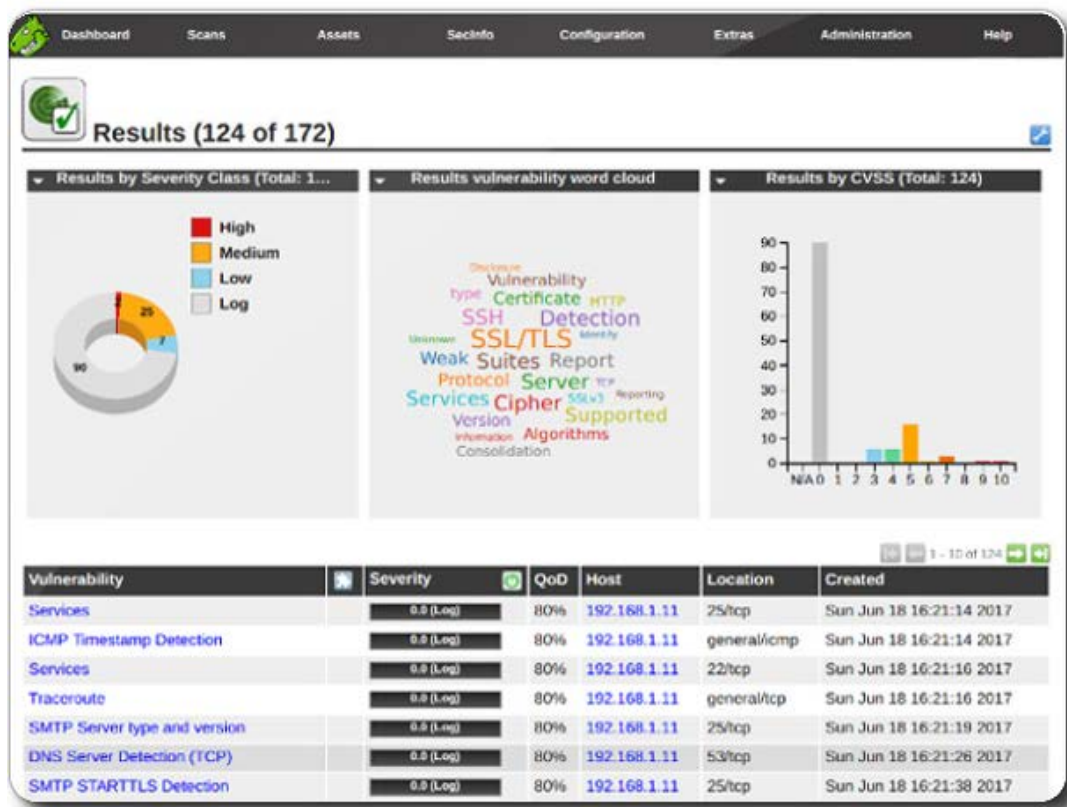 Dashboard Scans Assets SecInfo Configuration Extras Administration Help
Results (124 of 172)
Results by Severity Class (Total: 1...
High
Medium
Low
Log
2
25
7
90
Results vulnerability word cloud
Disclosure
Vulnerability
type Certificate HTTP
SSH Detection
Unknown SSL/TLS Identify
Weak Suites Report
Protocol Server TCP
Services Cipher SSLv3 Reporting
Version Supported
Information Algorithms
Consolidation
Results by CVSS (Total: 124)
90
80
70
60
50
40
30
20
10
0
N/A 0 1 2 3 4 5 6 7 8 9 10
1 - 10 of 124
Vulnerability Severity QoD Host Location Created
Services 0.0 (Log) 80% 192.168.1.11 25/tcp Sun Jun 18 16:21:14 2017
ICMP Timestamp Detection 0.0 (Log) 80% 192.168.1.11 general/icmp Sun Jun 18 16:21:14 2017
Services 0.0 (Log) 80% 192.168.1.11 22/tcp Sun Jun 18 16:21:16 2017
Traceroute 0.0 (Log) 80% 192.168.1.11 general/tcp Sun Jun 18 16:21:16 2017
SMTP Server type and version 0.0 (Log) 80% 192.168.1.11 25/tcp Sun Jun 18 16:21:19 2017
DNS Server Detection (TCP) 0.0 (Log) 80% 192.168.1.11 53/tcp Sun Jun 18 16:21:26 2017
SMTP STARTTLS Detection 0.0 (Log) 80% 192.168.1.11 25/tcp Sun Jun 18 16:21:38 2017